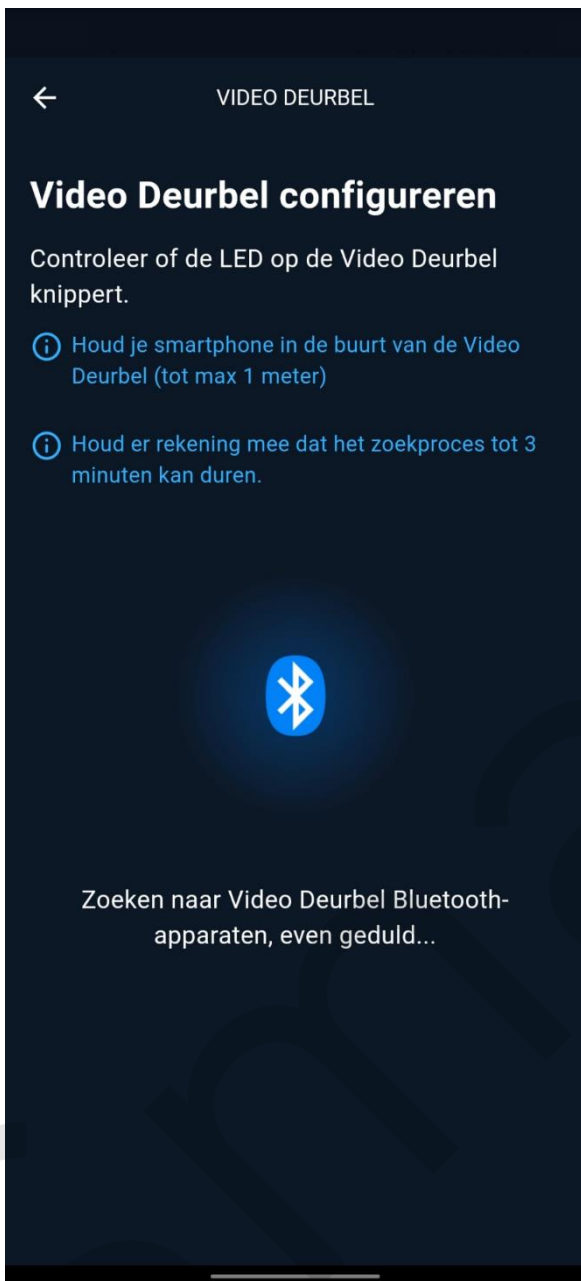 VIDEO DEURBEL
Video Deurbel configureren
Controleer of de LED op de Video Deurbel
knippert.
Houd je smartphone in de buurt van de Video
Deurbel (tot max 1 meter)
Houd er rekening mee dat het zoekproces tot 3
minuten kan duren.
Zoeken naar Video Deurbel Bluetooth-
apparaten, even geduld...